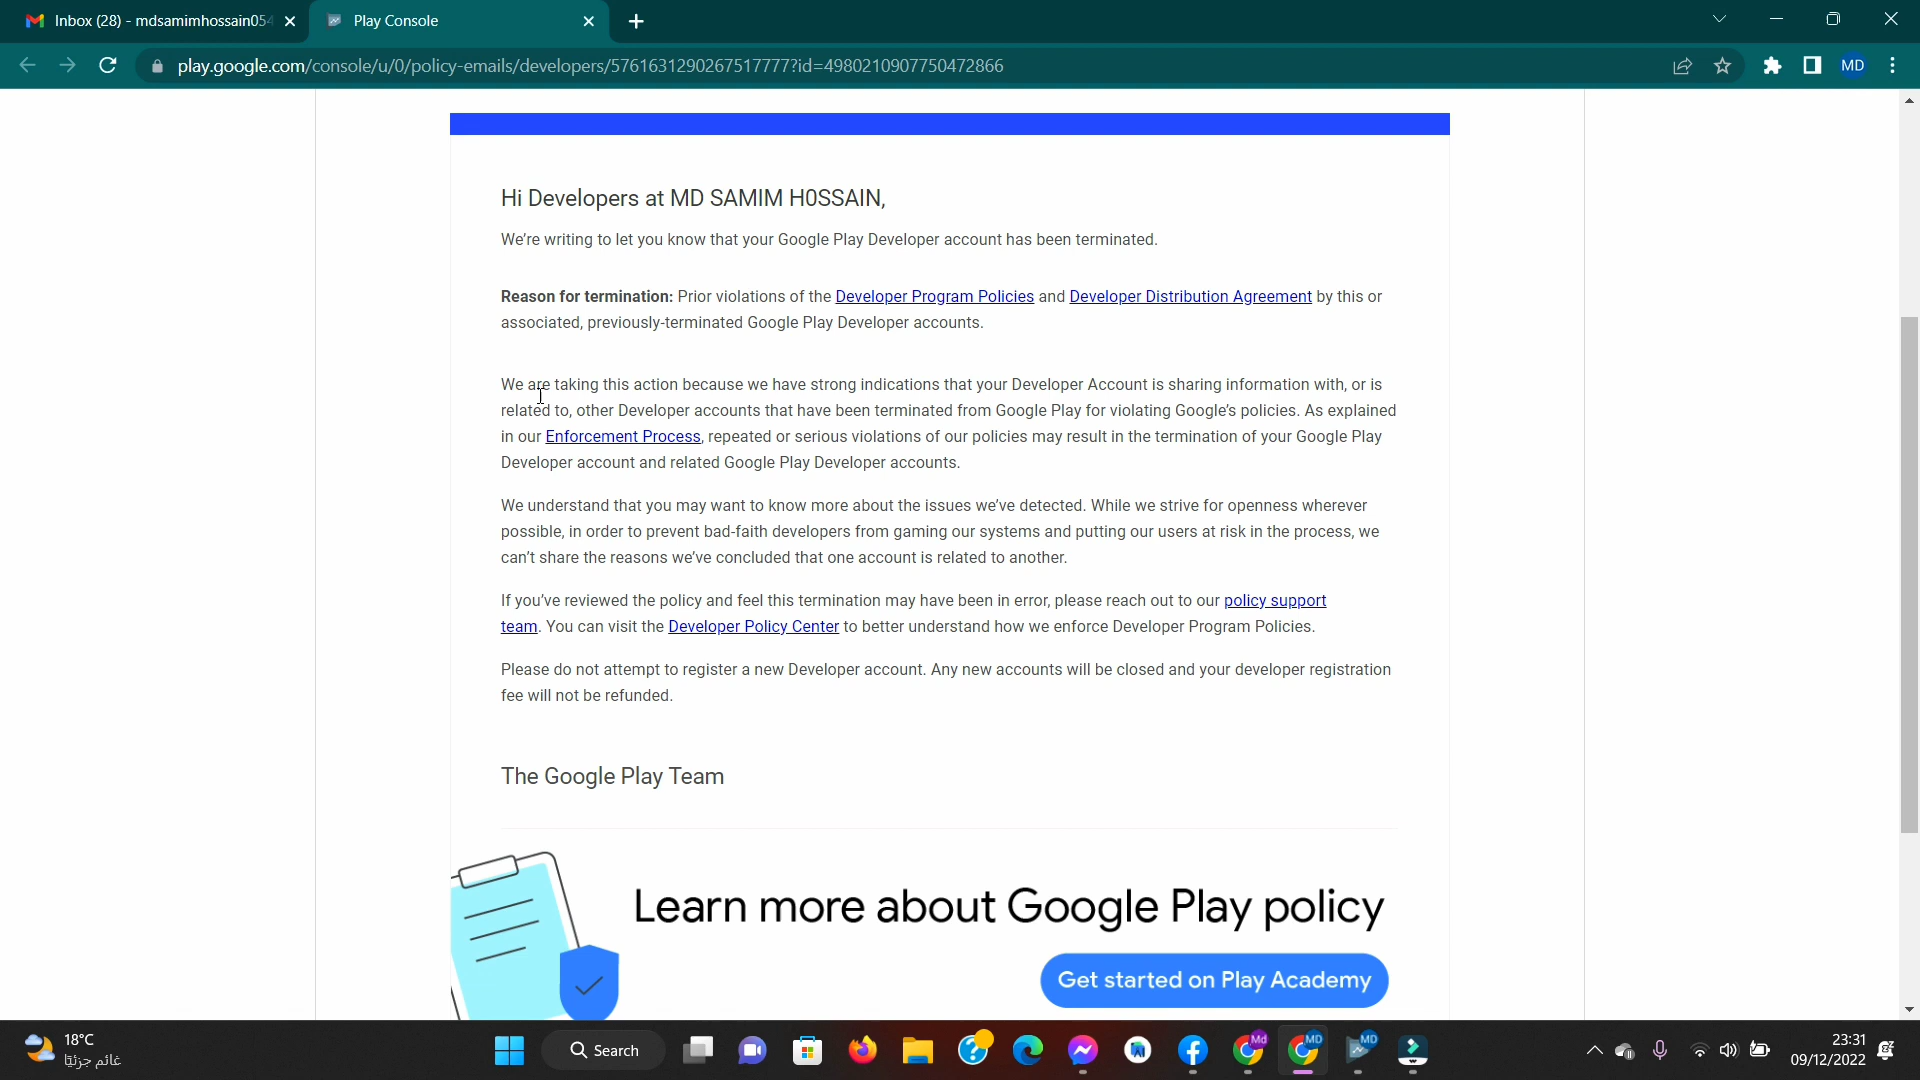 Inbox (28) - mdsamimhossain054
Play Console
play.google.com/console/u/0/policy-emails/developers/5761631290267517777?id=4980210907750472866
MD
Hi Developers at MD SAMIM H0SSAIN,
We're writing to let you know that your Google Play Developer account has been terminated.
Reason for termination: Prior violations of the Developer Program Policies and Developer Distribution Agreement by this or
associated, previously-terminated Google Play Developer accounts.
We are taking this action because we have strong indications that your Developer Account is sharing information with, or is
related to, other Developer accounts that have been terminated from Google Play for violating Google's policies. As explained
in our Enforcement Process, repeated or serious violations of our policies may result in the termination of your Google Play
Developer account and related Google Play Developer accounts.
We understand that you may want to know more about the issues we've detected. While we strive for openness wherever
possible, in order to prevent bad-faith developers from gaming our systems and putting our users at risk in the process, we
can't share the reasons we've concluded that one account is related to another.
If you've reviewed the policy and feel this termination may have been in error, please reach out to our policy support
team. You can visit the Developer Policy Center to better understand how we enforce Developer Program Policies.
Please do not attempt to register a new Developer account. Any new accounts will be closed and your developer registration
fee will not be refunded.
The Google Play Team
Learn more about Google Play policy
Get started on Play Academy
18°C
غائم جزئيًا
Search
Md
MD
MD
23:31
09/12/2022